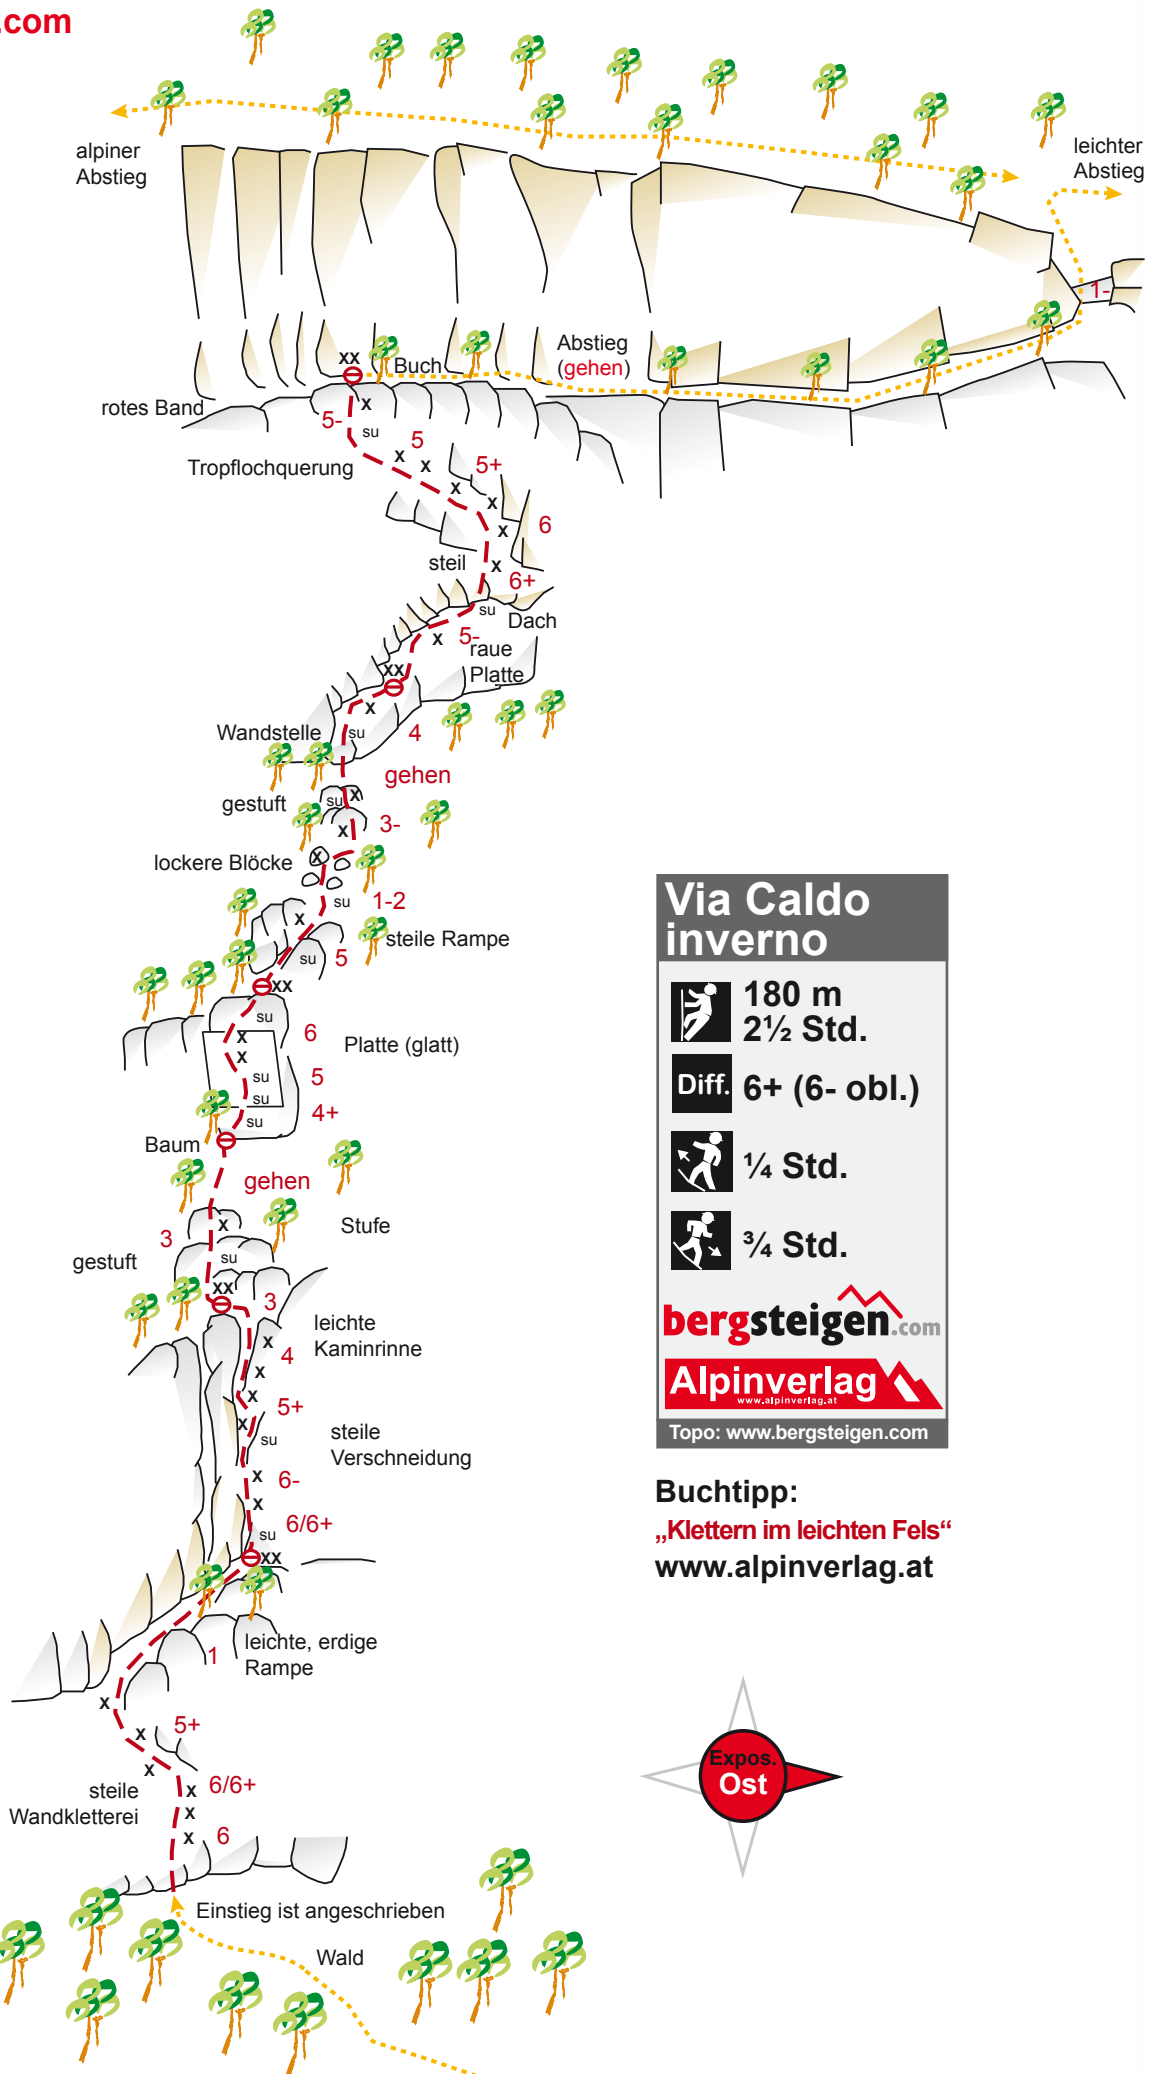 .com
alpiner
Abstieg
leichter
Abstieg
1-
Abstieg
(gehen)
xx
Buch
rotes Band
x
5-
su
5
x
x
Tropflochquerung
5+
x
x
6
x
steil
x
6+
su
Dach
x
5-
raue
Platte
xx
x
Wandstelle
su
4
gehen
gestuft
su
x
x
3-
x
lockere Blöcke
su
1-2
x
steile Rampe
su
5
xx
su
x
6
Platte (glatt)
x
su
5
su
4+
su
Baum
gehen
x
Stufe
3
gestuft
su
xx
3
leichte
Kaminrinne
x
4
x
x
5+
x
su
steile
Verschneidung
x
6-
x
6/6+
su
xx
leichte, erdige
Rampe
1
x
5+
x
x
steile
Wandkletterei
6/6+
x
x
x
6
Einstieg ist angeschrieben
Wald
Via Caldo
inverno
180 m
2½ Std.
Diff.
6+ (6- obl.)
¼ Std.
¾ Std.
bergsteigen.com
Alpinverlag
www.alpinverlag.at
Topo: www.bergsteigen.com
Buchtipp:
„Klettern im leichten Fels“
www.alpinverlag.at
Expos.
Ost